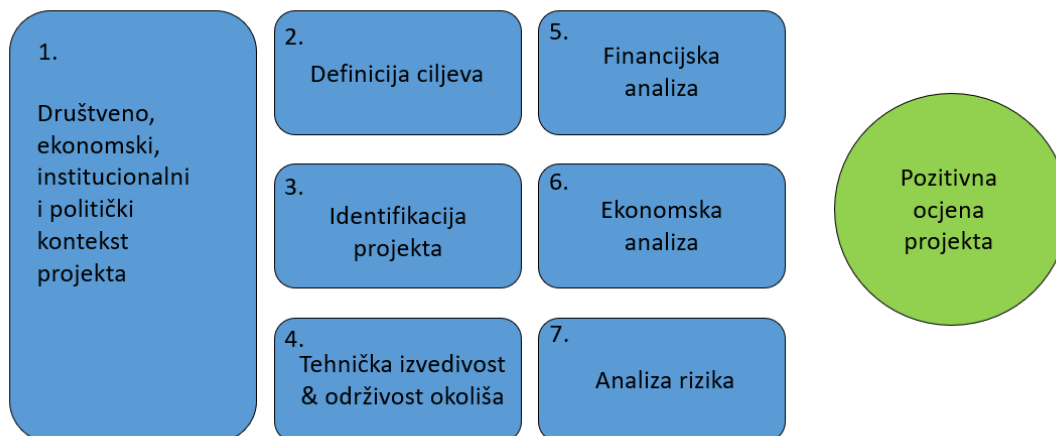 1.
Društveno,
ekonomski,
institucionalni
i politički
kontekst
projekta
2.
Definicija ciljeva
3.
Identifikacija
projekta
4.
Tehnička izvedivost
& održivost okoliša
5.
Financijska
analiza
6.
Ekonomska
analiza
7.
Analiza rizika
Pozitivna
ocjena
projekta